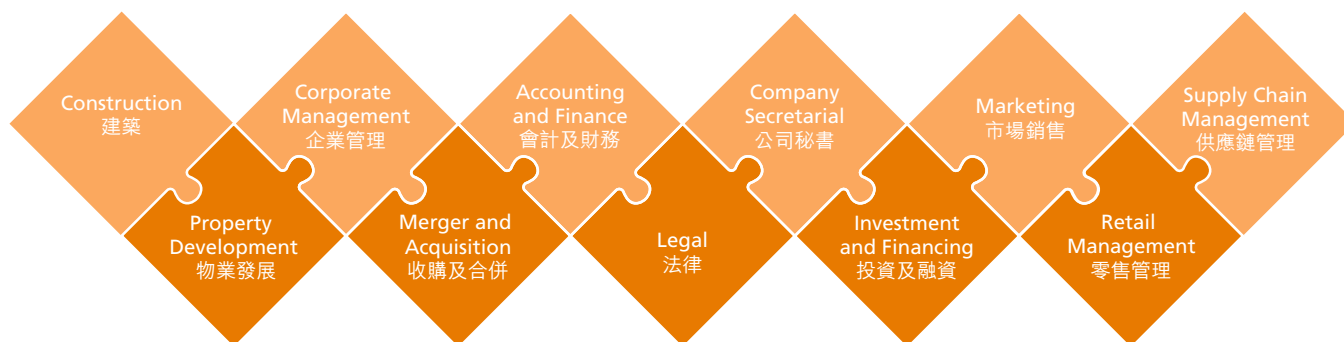 Construction
建築
Corporate
Management
企業管理
Accounting
and Finance
會計及財務
Company
Secretarial
公司秘書
Marketing
市場銷售
Supply Chain
Management
供應鏈管理
Property
Development
物業發展
Merger and
Acquisition
收購及合併
Legal
法律
Investment
and Financing
投資及融資
Retail
Management
零售管理